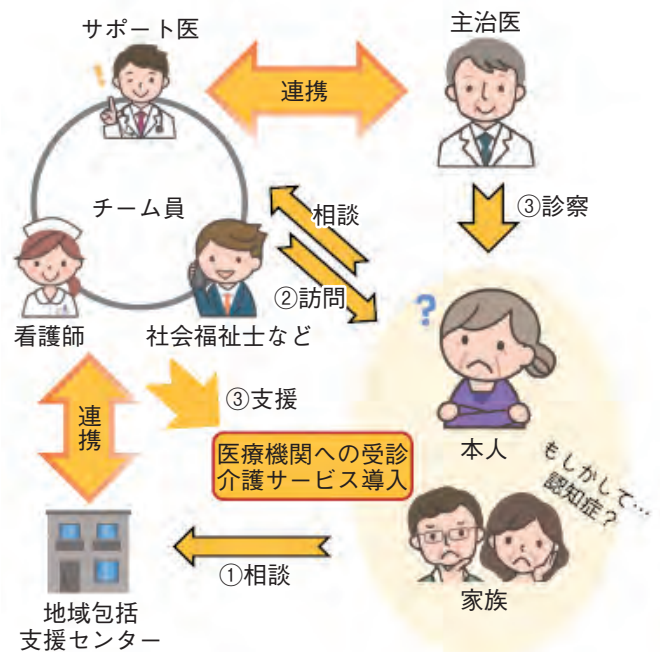 サポート医
主治医
連携
チーム員
相談
③診察
②訪問
看護師
社会福祉士など
?
連携
③支援
医療機関への受診
介護サービス導入
本人
もしかして…
認知症?
①相談
家族
地域包括
支援センター